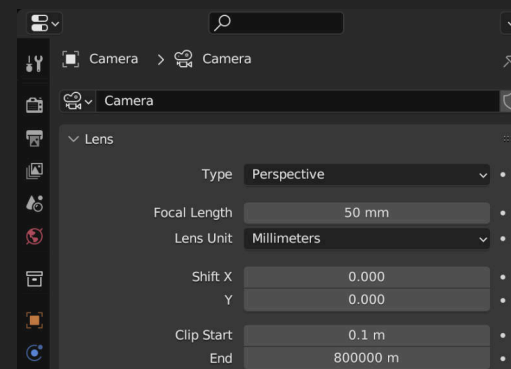 Camera > Camera
Camera
Lens
Type Perspective
Focal Length 50 mm
Lens Unit Millimeters
Shift X 0.000
Y 0.000
Clip Start 0.1 m
End 800000 m